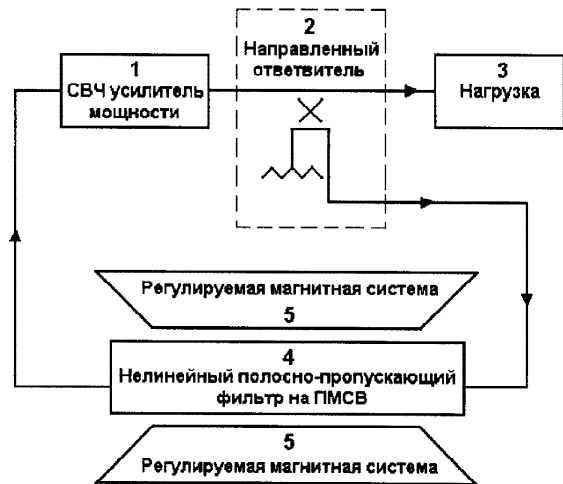 1
СВЧ усилитель
мощности
2
Направленный
ответвитель
3
Нагрузка
Регулируемая магнитная система
5
4
Нелинейный полосно-пропускающий
фильтр на ПМСВ
5
Регулируемая магнитная система